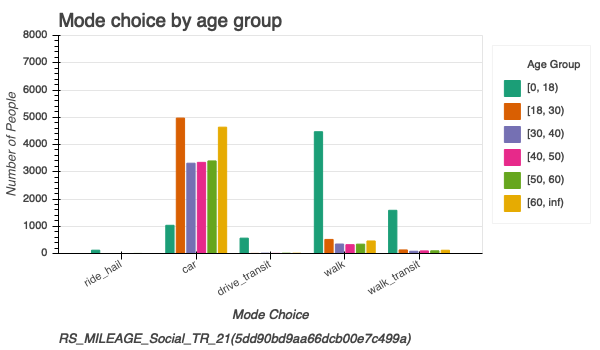 Mode choice by age group
8000
7000
6000
5000
4000
3000
2000
1000
0
Number of People
ride_hail
car
drive_transit
walk
walk_transit
Mode Choice
Age Group
[0, 18)
[18, 30)
[30, 40)
[40, 50)
[50, 60)
[60, inf)
RS_MILEAGE_Social_TR_21(5dd90bd9aa66dcb00e7c499a)